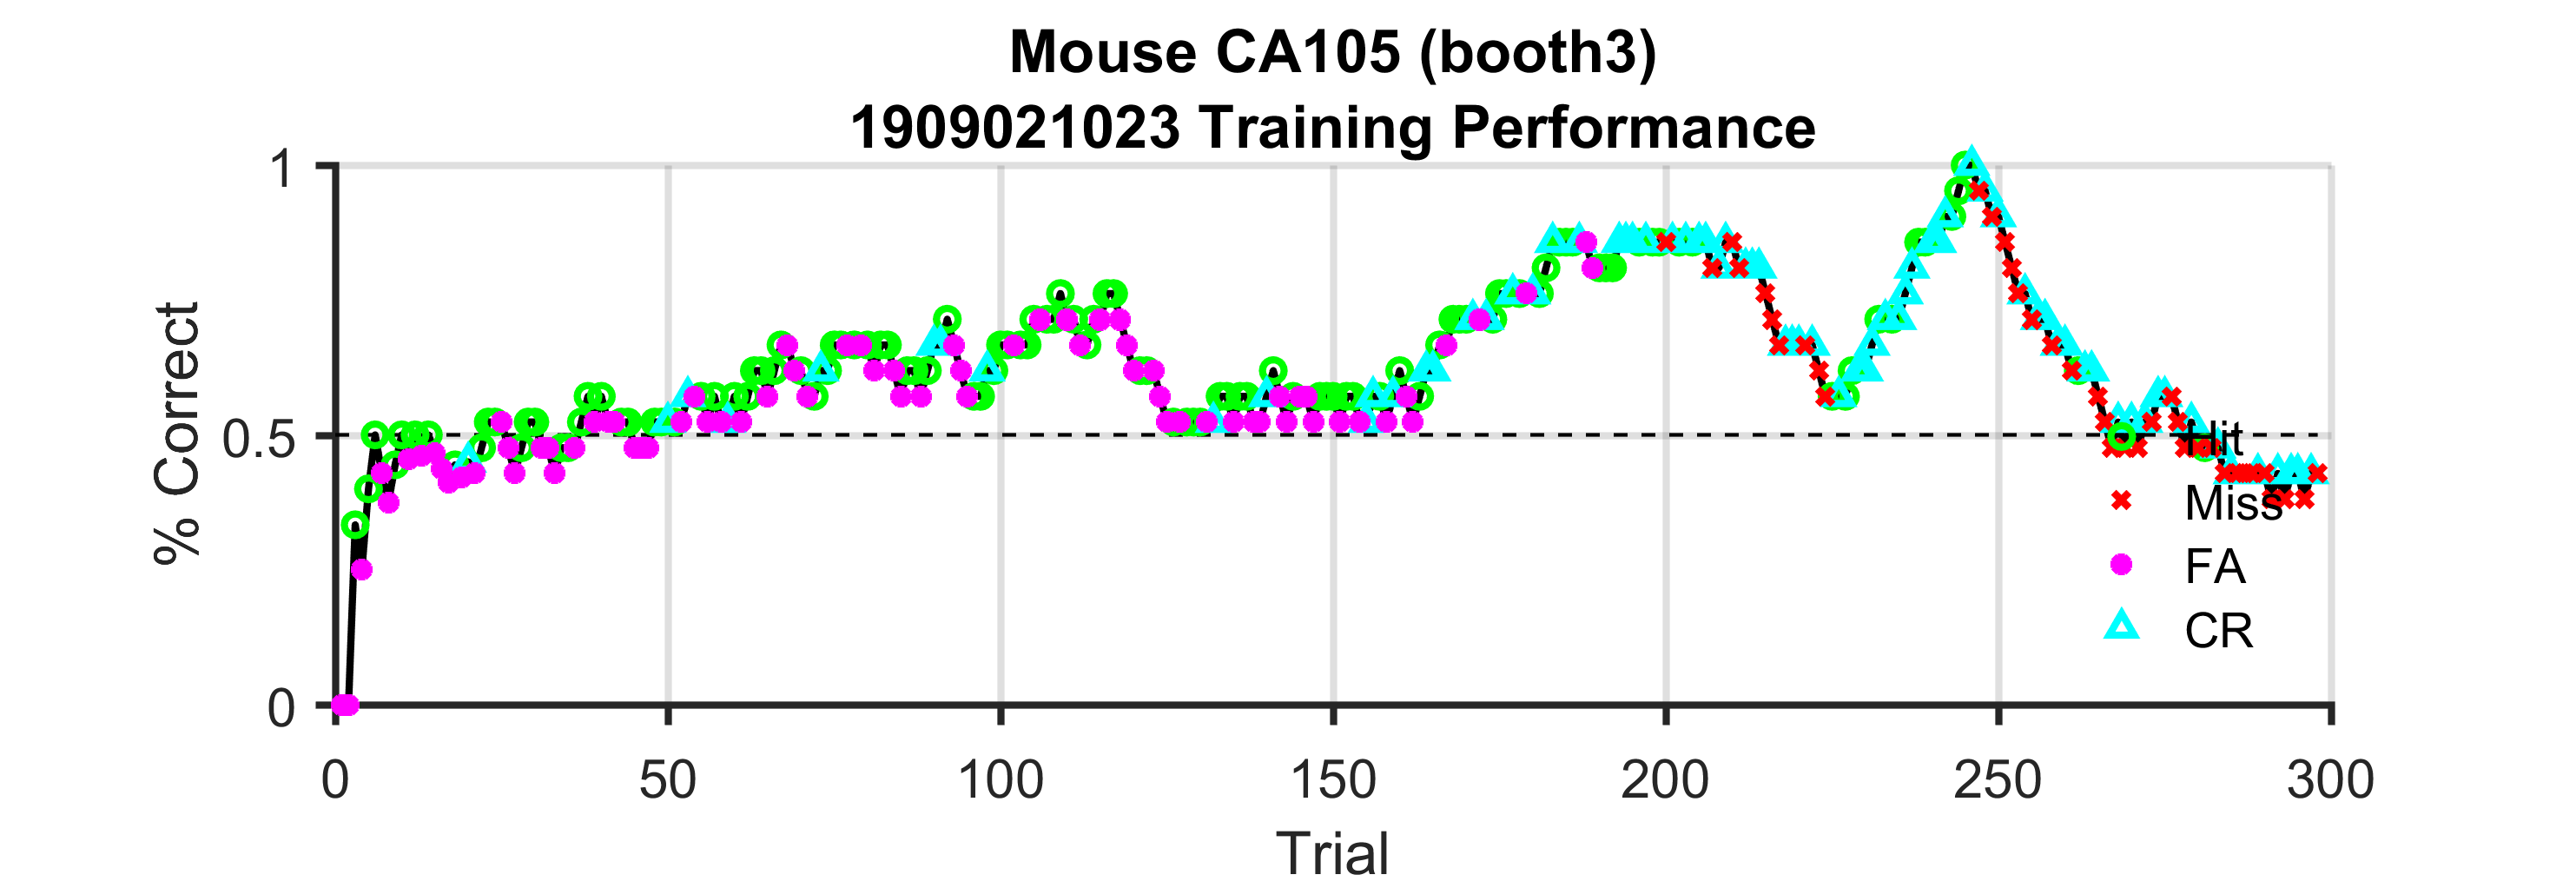 Mouse CA105 (booth3)
1909021023 Training Performance
1
0.5
0
% Correct
0
50
100
150
200
250
300
Trial
Hit
Miss
FA
CR